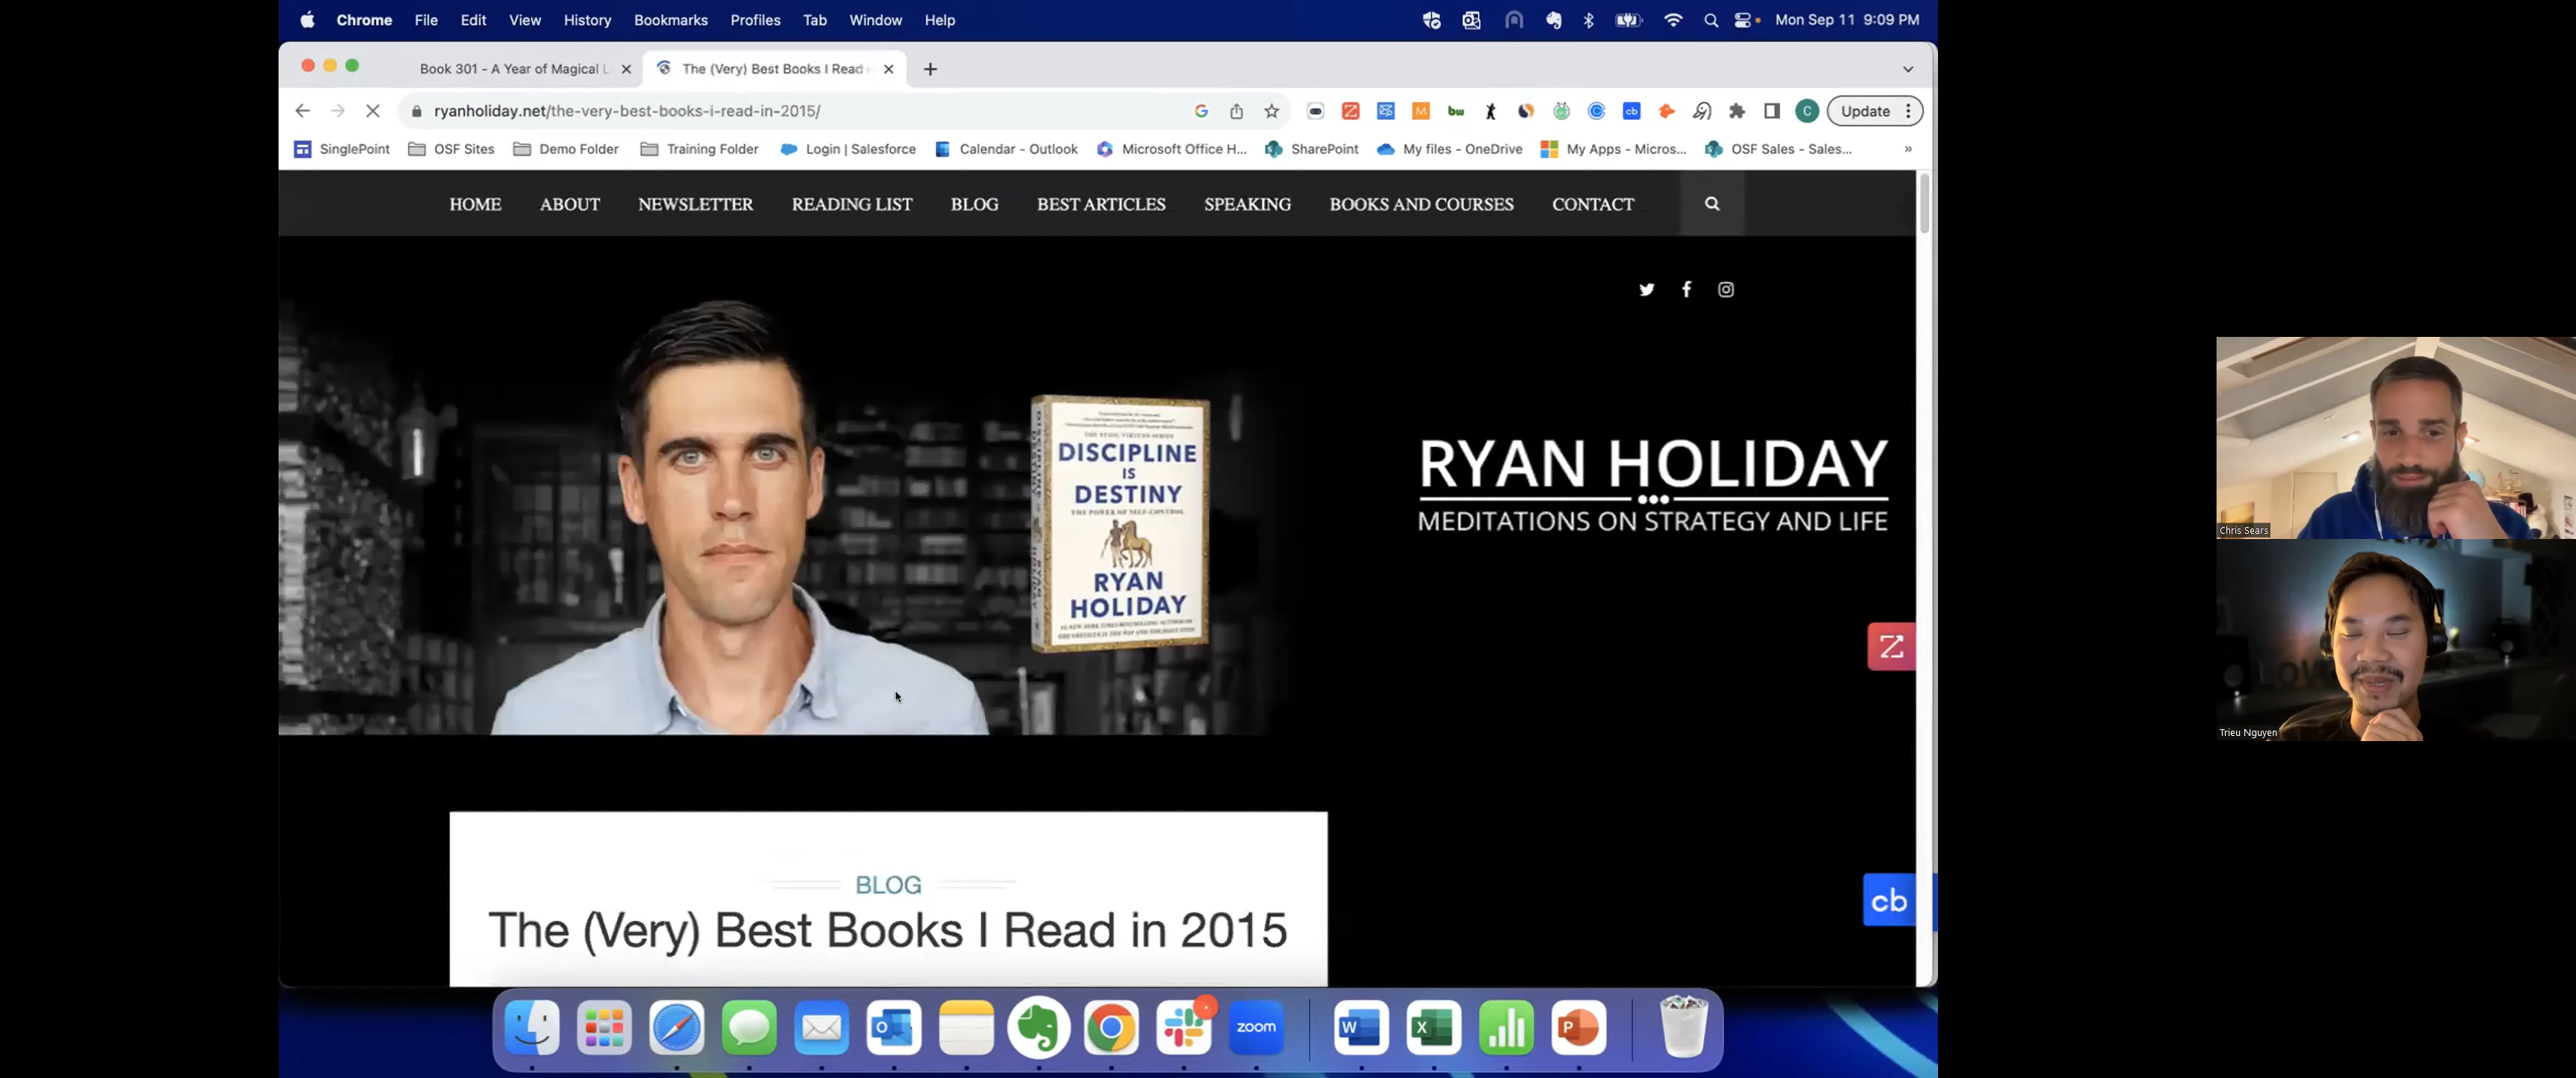 Chrome File Edit View History Bookmarks Profiles Tab Window Help Mon Sep 11 9:09 PM
Book 301 - A Year of Magical L The (Very) Best Books I Read
ryanholiday.net/the-very-best-books-i-read-in-2015/ M bw cb C Update
SinglePoint OSF Sites Demo Folder Training Folder Login | Salesforce Calendar - Outlook Microsoft Office H... SharePoint My files - OneDrive My Apps - Micros... OSF Sales - Sales... »
HOME ABOUT NEWSLETTER READING LIST BLOG BEST ARTICLES SPEAKING BOOKS AND COURSES CONTACT
DISCIPLINE
IS
DESTINY
THE POWER OF SELF-CONTROL
RYAN
HOLIDAY
RYAN HOLIDAY
MEDITATIONS ON STRATEGY AND LIFE
cb
BLOG
The (Very) Best Books I Read in 2015
zoom
W X P
Chris Sears
Trieu Nguyen